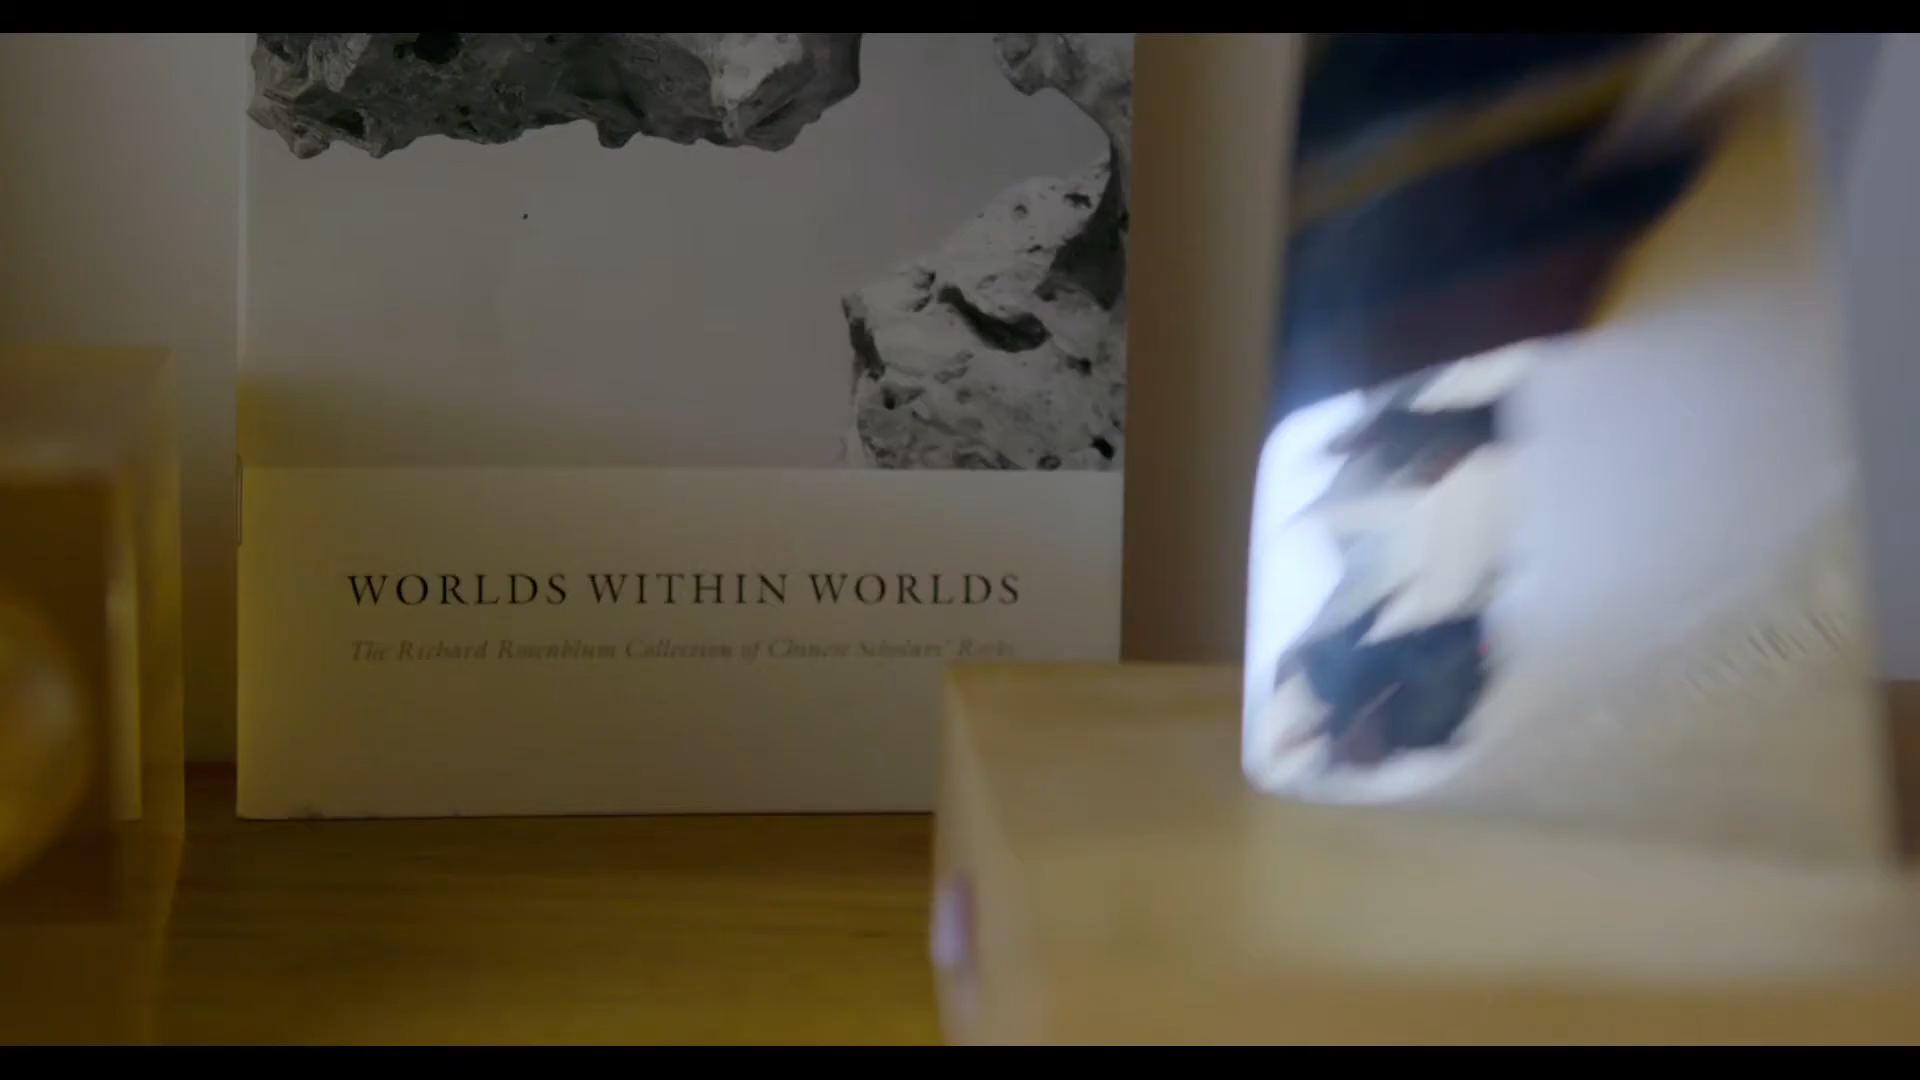 WORLDS WITHIN WORLDS
The Richard Rosenblum Collection of Chinese Scholars' Rocks